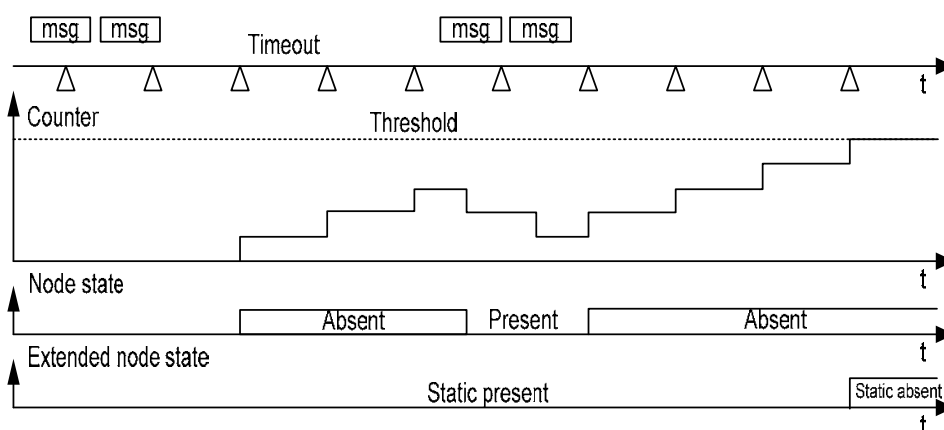 msg msg msg msg
Timeout
t
Counter
Threshold
t
Node state
Absent Present Absent
t
Extended node state
Static present Static absent
t